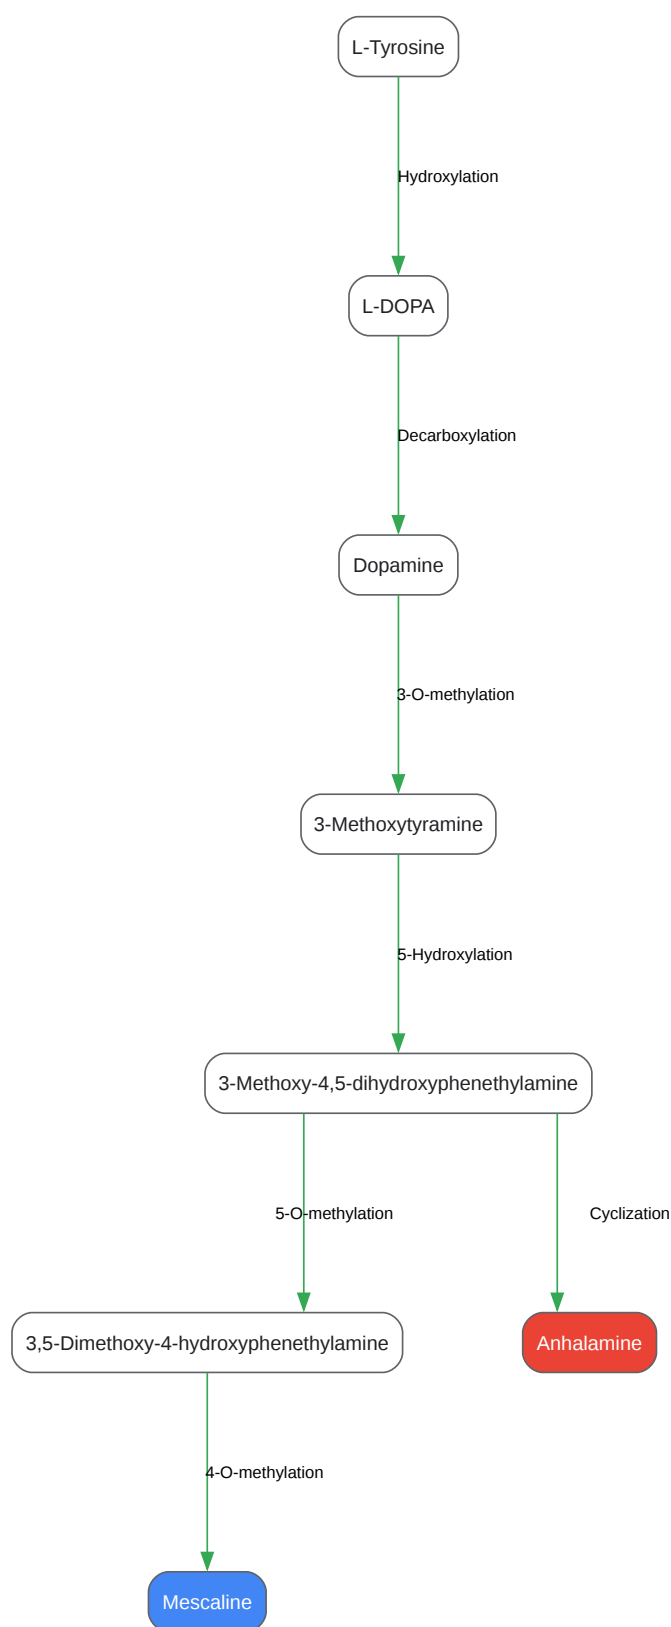 L-Tyrosine
Hydroxylation
L-DOPA
Decarboxylation
Dopamine
3-O-methylation
3-Methoxytyramine
5-Hydroxylation
3-Methoxy-4,5-dihydroxyphenethylamine
5-O-methylation
Cyclization
3,5-Dimethoxy-4-hydroxyphenethylamine
Anhalamine
4-O-methylation
Mescaline